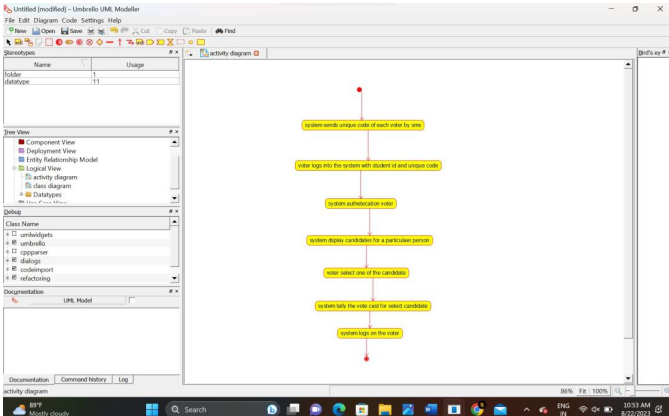 Untitled [modified] – Umbrello UML Modeller
File Edit Diagram Code Settings Help
New Open Save Cut Copy Paste Find
Stereotypes
Name Usage
folder 1
datatype 11
Tree View
Component View
Deployment View
Entity Relationship Model
Logical View
activity diagram
class diagram
Datatypes
Use Case View
Debug
Class Name
umlwidgets
umbrello
cppparser
dialogs
codeimport
refactoring
Documentation
UML Model
Documentation Command history Log
activity diagram
activity diagram
Bird's ey
system sends unique code of each voter by sms
voter logs into the system with student id and unique code
system autherlocation voter
system display candidates for a particulaer person
voter select one of the candidate
system tally the vote cast for select candidate
system logs on the voter
86% Fit 100%
89°F
Mostly cloudy
Search
ENG
IN
10:53 AM
8/22/2023